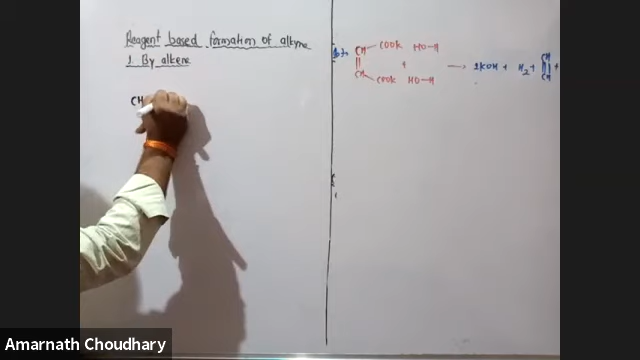 Reagent based formation of alkyne
1. By alkene
CH
CH COOK HO-H
|| + → 2KOH + H2 + CH
CH COOK HO-H ||| +
CH
Amarnath Choudhary